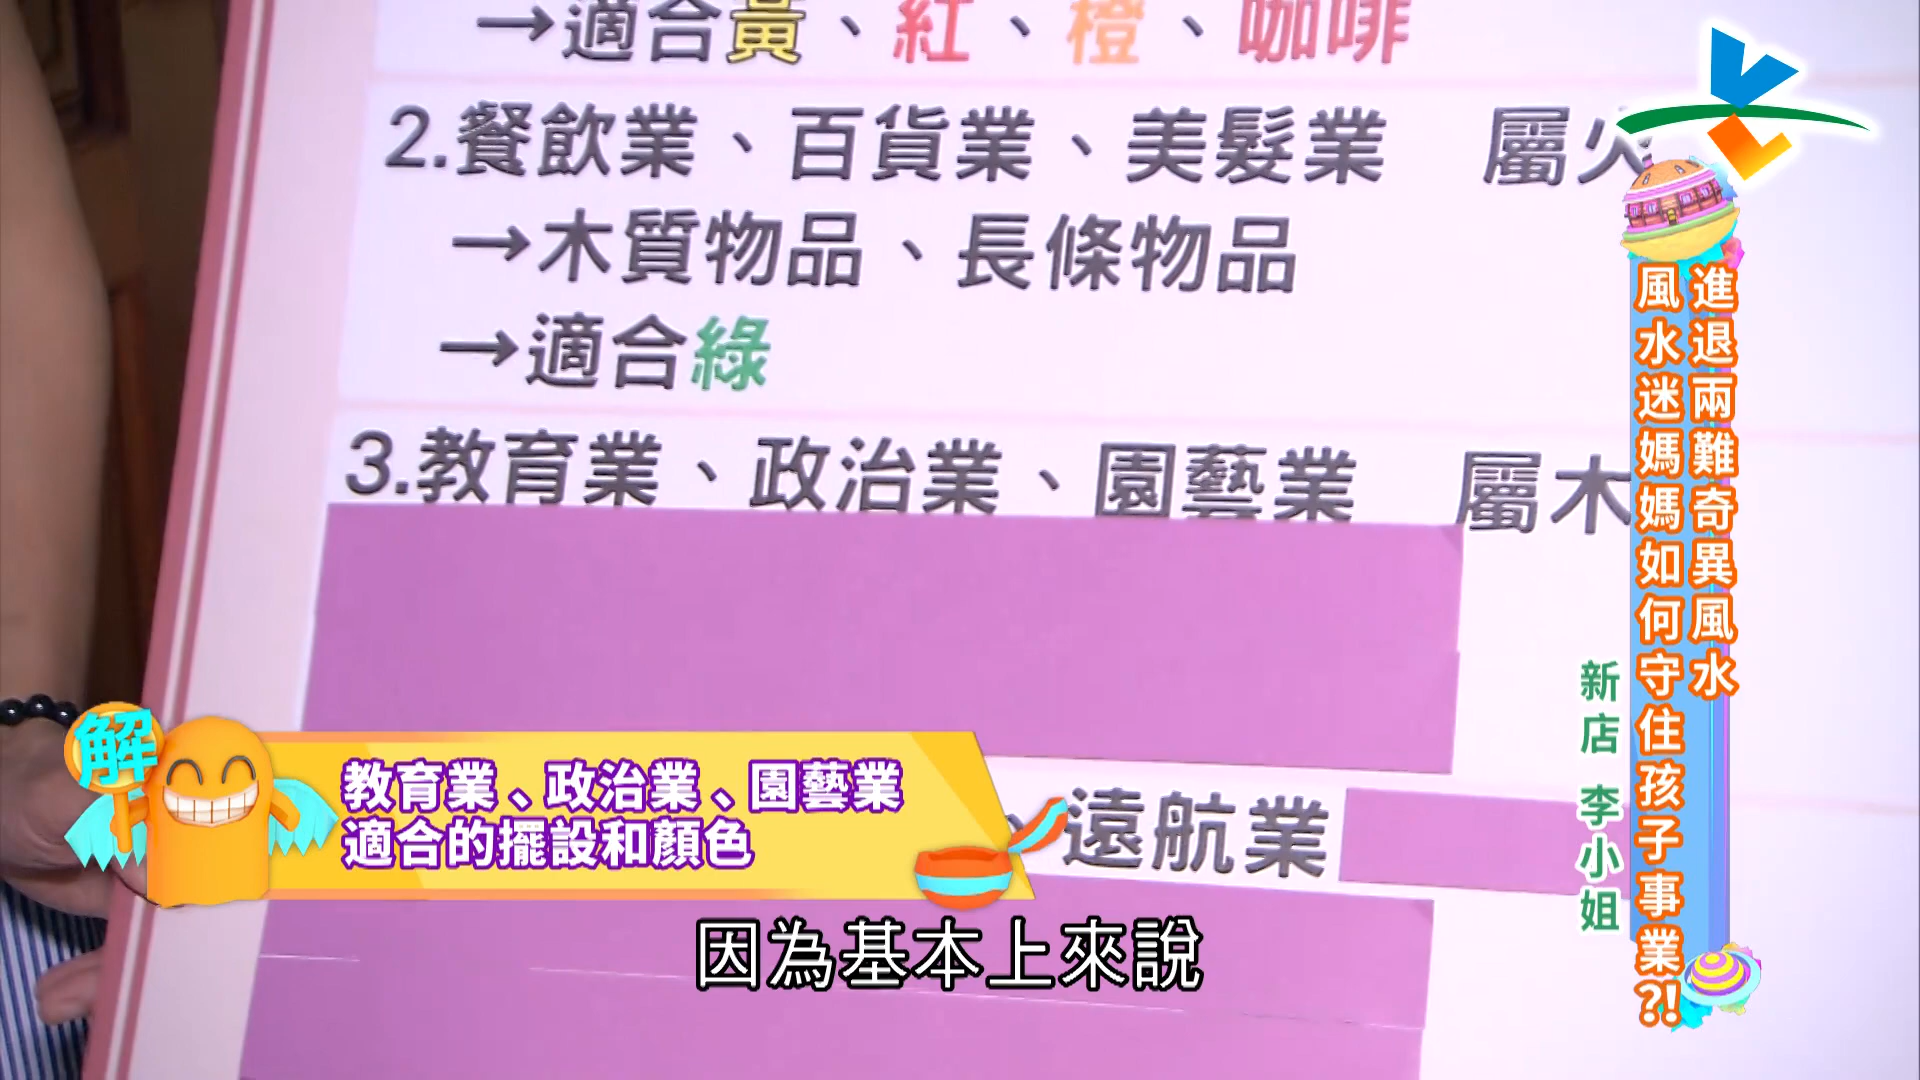 →適合黃、紅、橙、咖啡
2.餐飲業、百貨業、美髮業 屬火
→木質物品、長條物品
→適合綠
3.教育業、政治業、園藝業 屬木
、遠航業
解
教育業、政治業、園藝業
適合的擺設和顏色
因為基本上來說
進退兩難奇異風水
風水迷媽媽如何守住孩子事業?!
新店 李小姐